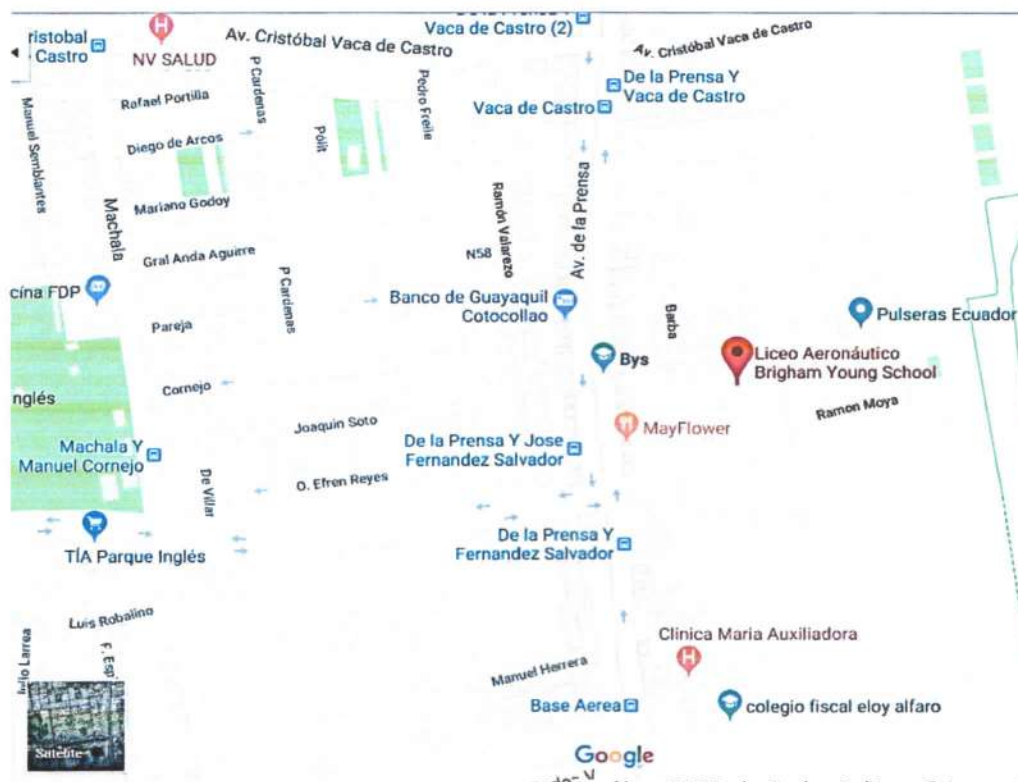 Vaca de Castro (2)
ristobal
Castro
NV SALUD
Av. Cristóbal Vaca de Castro
Av. Cristóbal Vaca de Castro
De la Prensa Y
Vaca de Castro
Vaca de Castro
Rafael Portilla
P Cardenas
Pedro Freile
Manuel Semblantes
Diego de Arcos
Pólit
Machala
Mariano Godoy
Ramón Valarezo
Av. de la Prensa
Gral Anda Aguirre
N58
P Cardenas
cína FDP
Banco de Guayaquil
Cotocollao
Barba
Pulseras Ecuador
Pareja
Bys
Liceo Aeronáutico
Brigham Young School
Cornejo
nglés
Ramon Moya
Joaquin Soto
MayFlower
Machala Y
Manuel Cornejo
De la Prensa Y Jose
Fernandez Salvador
De Villar
O. Efren Reyes
TÍA Parque Inglés
De la Prensa Y
Fernandez Salvador
Luis Robalino
Julio Larrea
F. Esp.
Clinica Maria Auxiliadora
Manuel Herrera
Base Aerea
colegio fiscal eloy alfaro
Satélite
Google